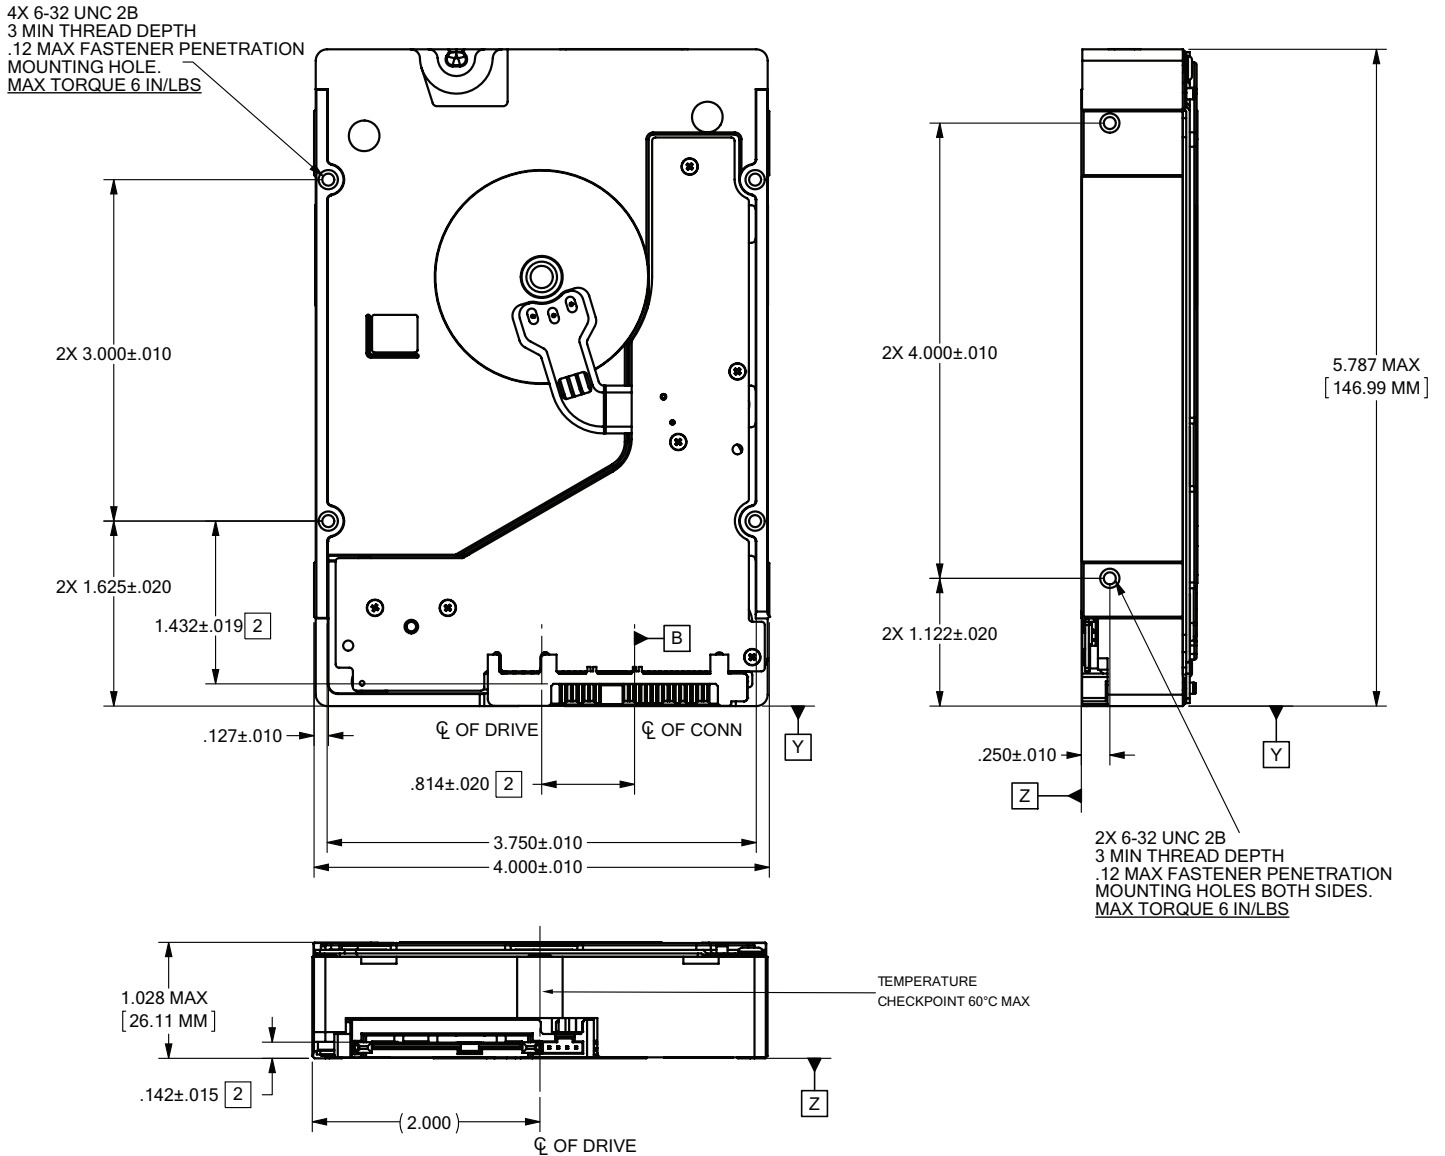 4X 6-32 UNC 2B
3 MIN THREAD DEPTH
.12 MAX FASTENER PENETRATION
MOUNTING HOLE.
MAX TORQUE 6 IN/LBS
2X 3.000±.010
2X 1.625±.020
1.432±.019 2
B
.127±.010
℄ OF DRIVE
℄ OF CONN
Y
.814±.020 2
3.750±.010
4.000±.010
2X 4.000±.010
5.787 MAX
[146.99 MM]
2X 1.122±.020
.250±.010
Y
Z
2X 6-32 UNC 2B
3 MIN THREAD DEPTH
.12 MAX FASTENER PENETRATION
MOUNTING HOLES BOTH SIDES.
MAX TORQUE 6 IN/LBS
1.028 MAX
[26.11 MM]
TEMPERATURE
CHECKPOINT 60°C MAX
.142±.015 2
Z
(2.000)
℄ OF DRIVE